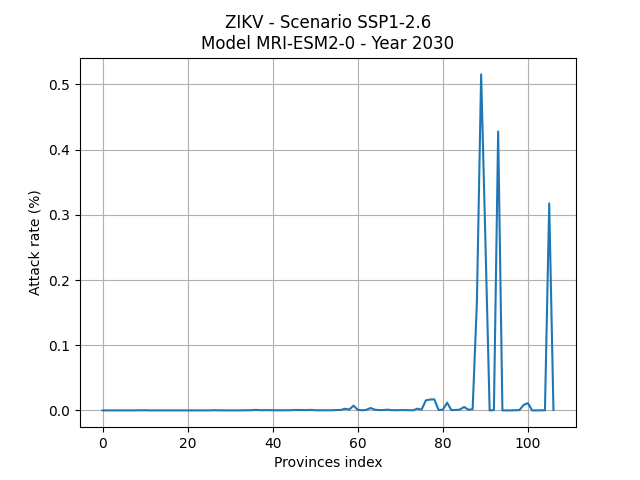 ZIKV - Scenario SSP1-2.6
Model MRI-ESM2-0 - Year 2030
0.5
0.4
0.3
0.2
0.1
0.0
Attack rate (%)
0 20 40 60 80 100
Provinces index